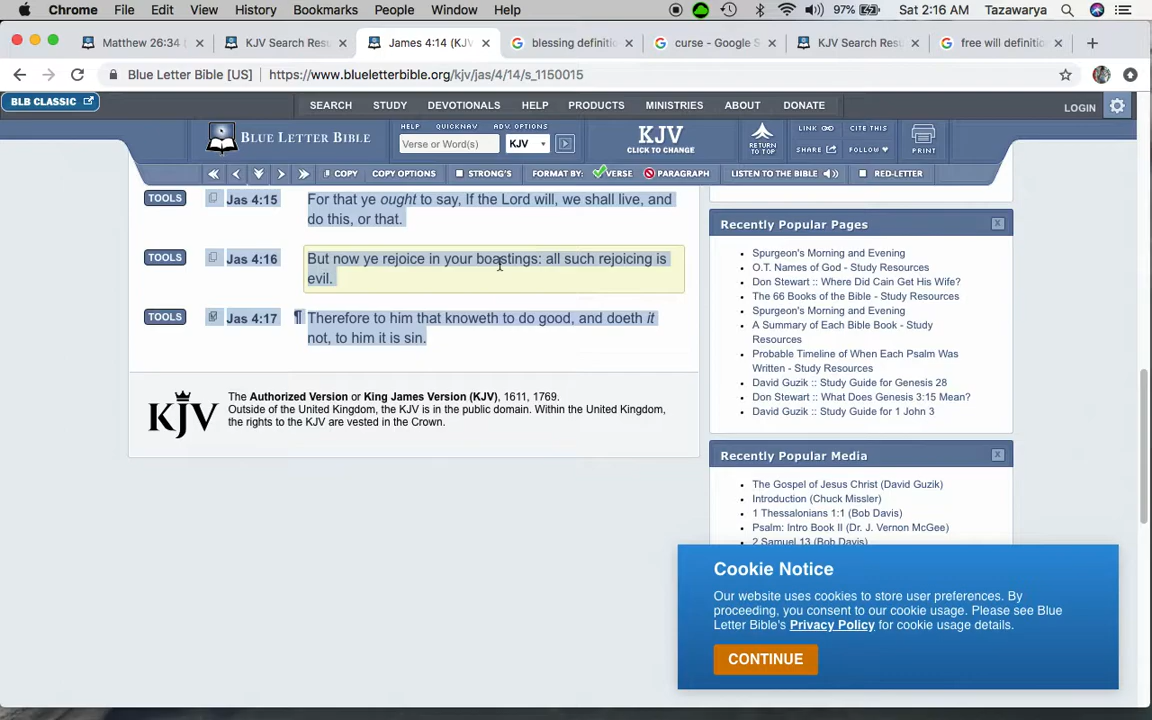 Chrome File Edit View History Bookmarks People Window Help 97% Sat 2:16 AM Tazawarya
Matthew 26:34 ( KJV Search Resu James 4:14 (KJV blessing definitio curse - Google S KJV Search Resu free will definitio
Blue Letter Bible [US] https://www.blueletterbible.org/kjv/jas/4/14/s_1150015
BLB CLASSIC SEARCH STUDY DEVOTIONALS HELP PRODUCTS MINISTRIES ABOUT DONATE LOGIN
BLUE LETTER BIBLE
HELP QUICKNAV ADV. OPTIONS
Verse or Word(s) KJV
KJV
CLICK TO CHANGE
RETURN
TO TOP
LINK CITE THIS
SHARE FOLLOW
PRINT
COPY COPY OPTIONS STRONG'S FORMAT BY: VERSE PARAGRAPH LISTEN TO THE BIBLE RED-LETTER
TOOLS Jas 4:15 For that ye ought to say, If the Lord will, we shall live, and
do this, or that.
TOOLS Jas 4:16 But now ye rejoice in your boastings: all such rejoicing is
evil.
TOOLS Jas 4:17 ¶ Therefore to him that knoweth to do good, and doeth it
not, to him it is sin.
KJV
The Authorized Version or King James Version (KJV), 1611, 1769.
Outside of the United Kingdom, the KJV is in the public domain. Within the United Kingdom,
the rights to the KJV are vested in the Crown.
Recently Popular Pages
Spurgeon's Morning and Evening
O.T. Names of God - Study Resources
Don Stewart :: Where Did Cain Get His Wife?
The 66 Books of the Bible - Study Resources
Spurgeon's Morning and Evening
A Summary of Each Bible Book - Study
Resources
Probable Timeline of When Each Psalm Was
Written - Study Resources
David Guzik :: Study Guide for Genesis 28
Don Stewart :: What Does Genesis 3:15 Mean?
David Guzik :: Study Guide for 1 John 3
Recently Popular Media
The Gospel of Jesus Christ (David Guzik)
Introduction (Chuck Missler)
1 Thessalonians 1:1 (Bob Davis)
Psalm: Intro Book II (Dr. J. Vernon McGee)
2 Samuel 13 (Bob Davis)
Cookie Notice
Our website uses cookies to store user preferences. By
proceeding, you consent to our cookie usage. Please see Blue
Letter Bible's Privacy Policy for cookie usage details.
CONTINUE